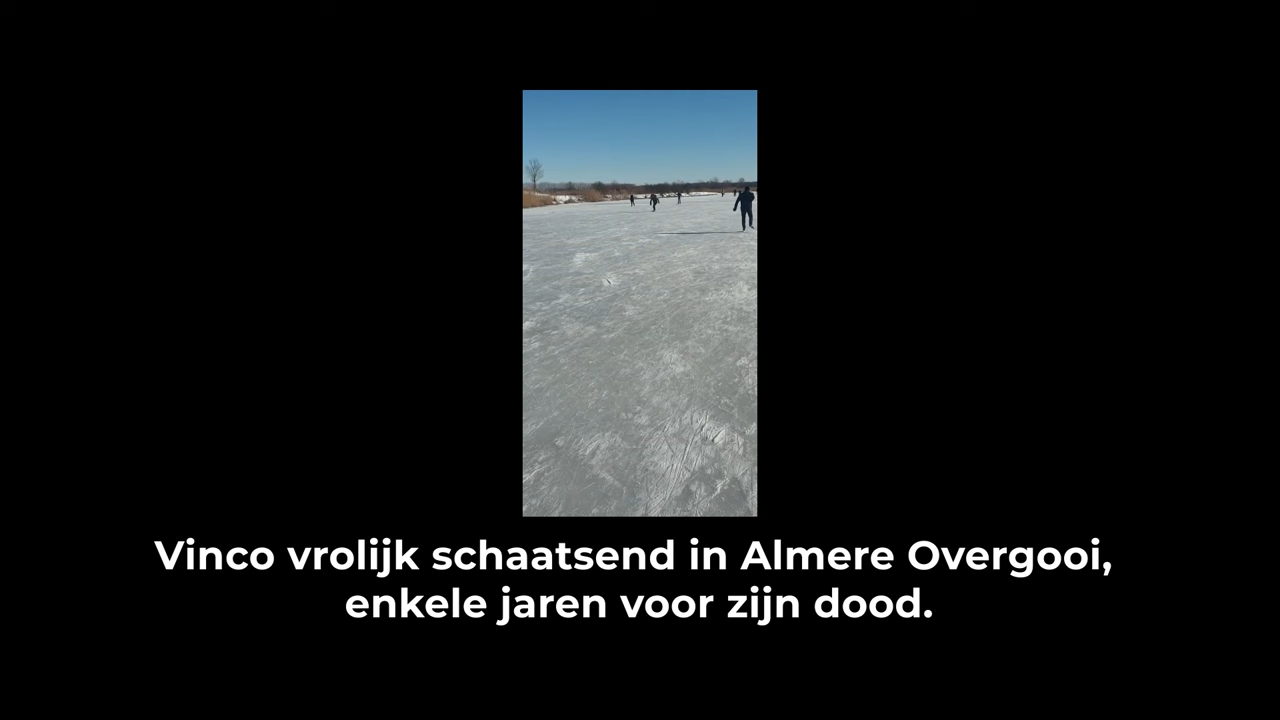 Vinco vrolijk schaatsend in Almere Overgooi,
enkele jaren voor zijn dood.